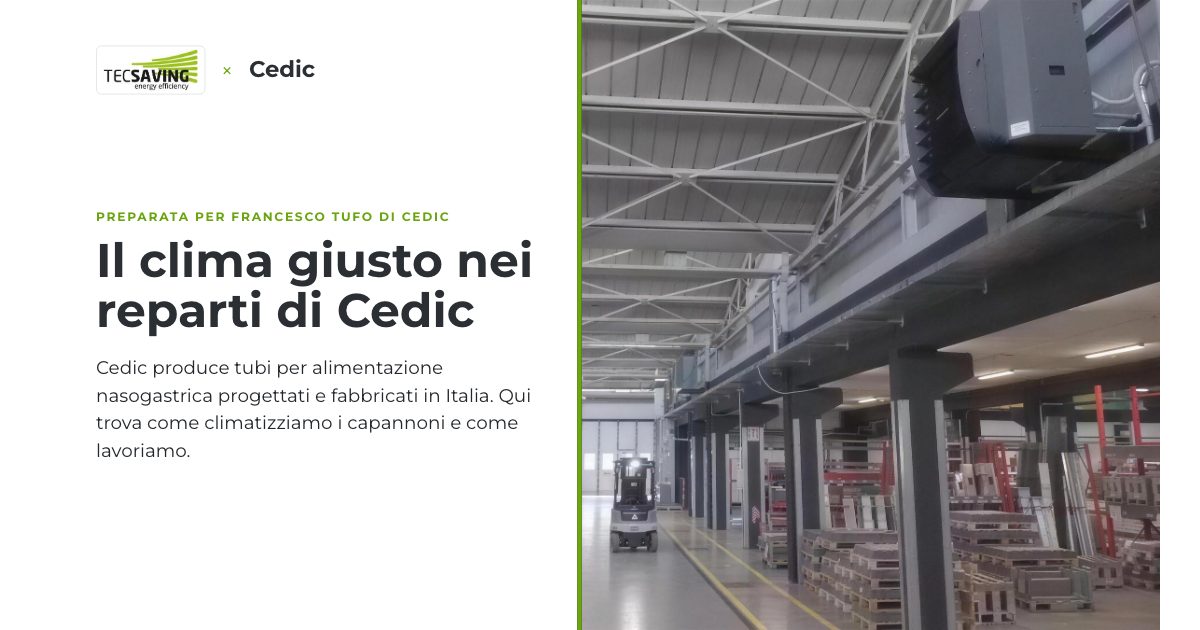 TECSAVING
energy efficiency
× Cedic
PREPARATA PER FRANCESCO TUFO DI CEDIC
Il clima giusto nei
reparti di Cedic
Cedic produce tubi per alimentazione
nasogastrica progettati e fabbricati in Italia. Qui
trova come climatizziamo i capannoni e come
lavoriamo.